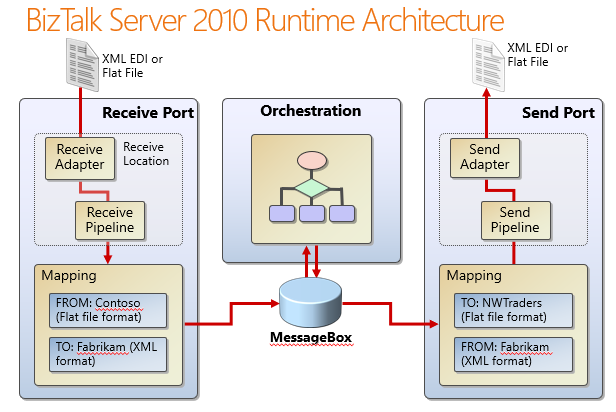 BizTalk Server 2010 Runtime Architecture
XML EDI or
Flat File
XML EDI or
Flat File
Receive Port
Receive
Adapter
Receive
Location
Receive
Pipeline
Mapping
FROM: Contoso
(Flat file format)
TO: Fabrikam (XML
format)
Orchestration
MessageBox
Send Port
Send
Adapter
Send
Pipeline
Mapping
TO: NWTraders
(Flat file format)
FROM: Fabrikam
(XML format)